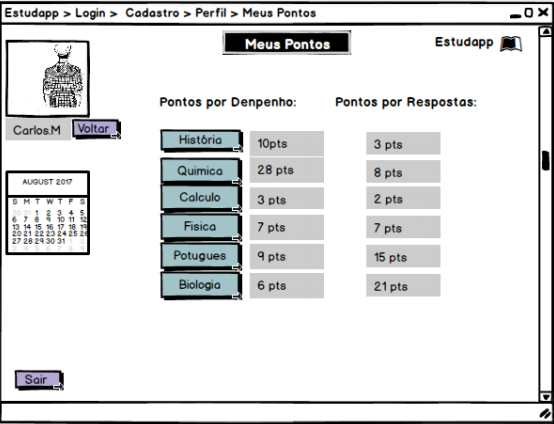 Estudapp > Login > Cadastro > Perfil > Meus Pontos
Meus Pontos
Estudapp
Carlos.M
Voltar
Pontos por Denpenho:
Pontos por Respostas:
História
10pts
3 pts
Quimica
28 pts
8 pts
Calculo
3 pts
2 pts
Fisica
7 pts
7 pts
Potugues
9 pts
15 pts
Biologia
6 pts
21 pts
AUGUST 2017
S M T W T F S
30 31 1 2 3 4 5
6 7 8 9 10 11 12
13 14 15 16 17 18 19
20 21 22 23 24 25 26
27 28 29 30 31
Sair